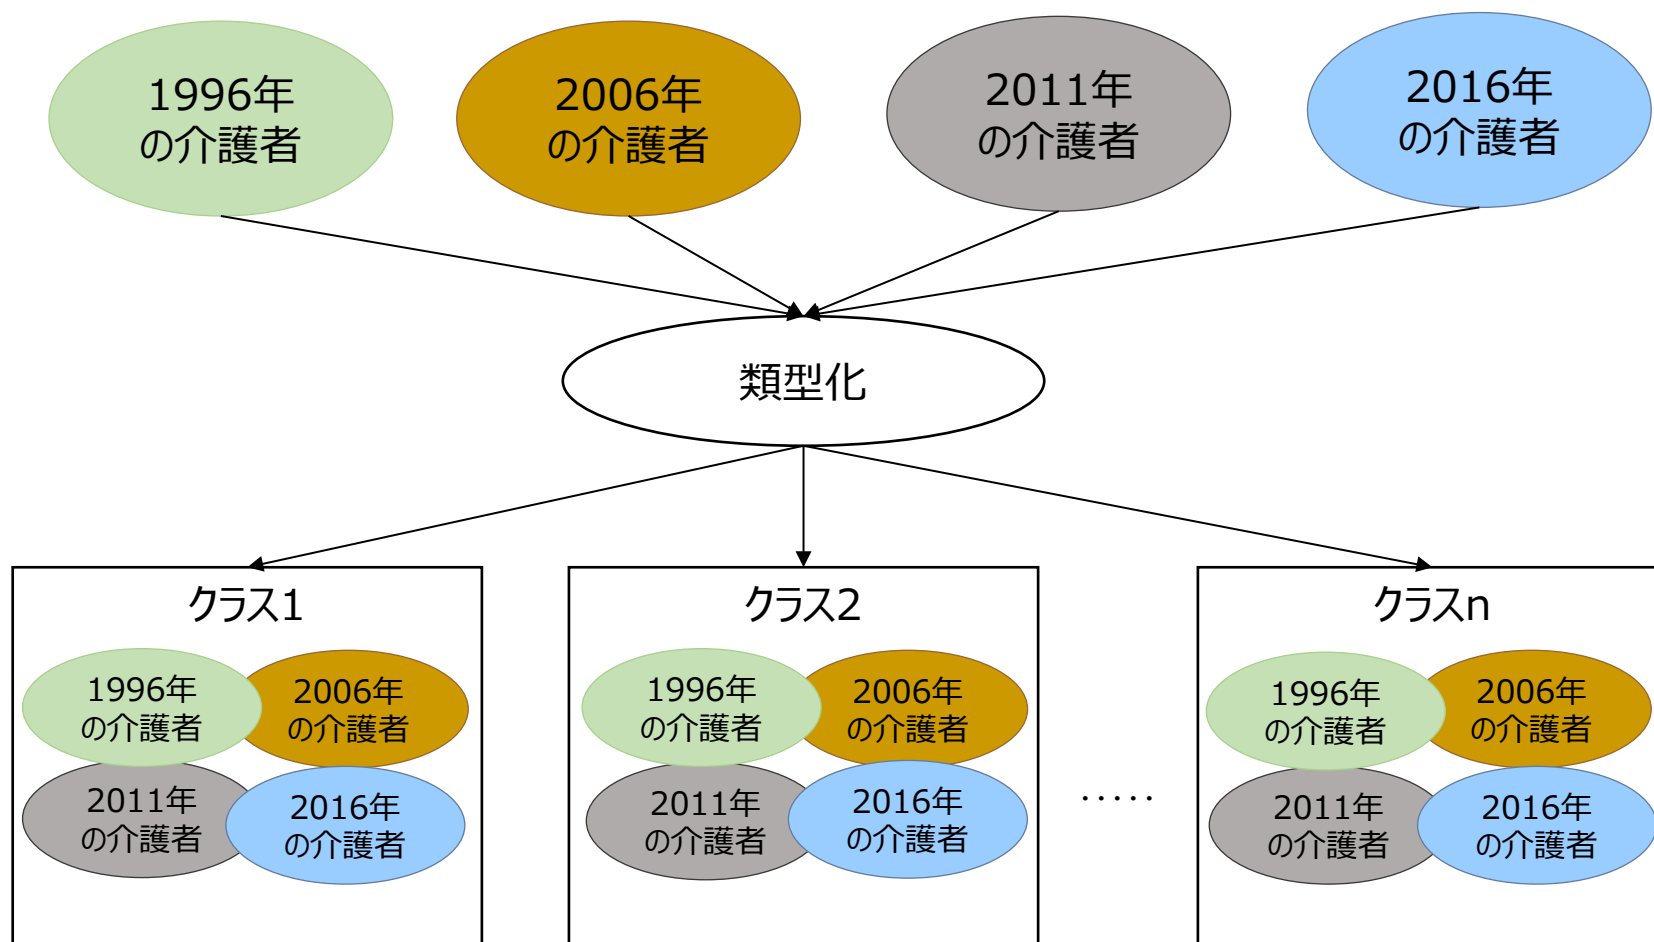 1996年
の介護者
2006年
の介護者
2011年
の介護者
2016年
の介護者
類型化
クラス1
1996年
の介護者
2006年
の介護者
2011年
の介護者
2016年
の介護者
クラス2
1996年
の介護者
2006年
の介護者
2011年
の介護者
2016年
の介護者
·····
クラスn
1996年
の介護者
2006年
の介護者
2011年
の介護者
2016年
の介護者